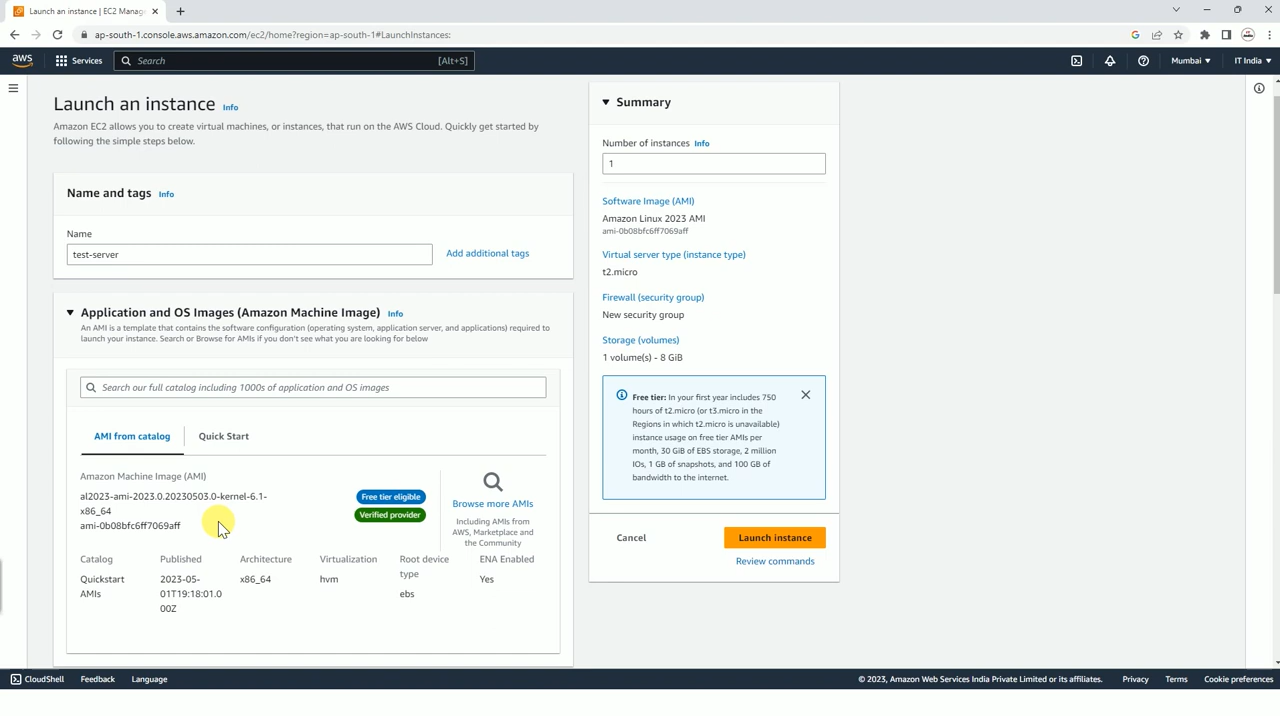 Launch an instance | EC2 Manag
ap-south-1.console.aws.amazon.com/ec2/home?region=ap-south-1#LaunchInstances:
aws
Services
Search
[Alt+S]
Mumbai
IT India
Launch an instance Info
Amazon EC2 allows you to create virtual machines, or instances, that run on the AWS Cloud. Quickly get started by
following the simple steps below.
Name and tags Info
Name
test-server
Add additional tags
Application and OS Images (Amazon Machine Image) Info
An AMI is a template that contains the software configuration (operating system, application server, and applications) required to
launch your instance. Search or Browse for AMIs if you don't see what you are looking for below
Search our full catalog including 1000s of application and OS images
AMI from catalog
Quick Start
Amazon Machine Image (AMI)
al2023-ami-2023.0.20230503.0-kernel-6.1-
x86_64
ami-0b08bfc6ff7069aff
Free tier eligible
Verified provider
Browse more AMIs
Including AMIs from
AWS, Marketplace and
the Community
Catalog
Quickstart
AMIs
Published
2023-05-
01T19:18:01.0
00Z
Architecture
x86_64
Virtualization
hvm
Root device
type
ebs
ENA Enabled
Yes
Summary
Number of instances Info
1
Software Image (AMI)
Amazon Linux 2023 AMI
ami-0b08bfc6ff7069aff
Virtual server type (instance type)
t2.micro
Firewall (security group)
New security group
Storage (volumes)
1 volume(s) - 8 GiB
Free tier: In your first year includes 750
hours of t2.micro (or t3.micro in the
Regions in which t2.micro is unavailable)
instance usage on free tier AMIs per
month, 30 GiB of EBS storage, 2 million
IOs, 1 GB of snapshots, and 100 GB of
bandwidth to the internet.
Cancel
Launch instance
Review commands
CloudShell
Feedback
Language
© 2023, Amazon Web Services India Private Limited or its affiliates.
Privacy
Terms
Cookie preferences